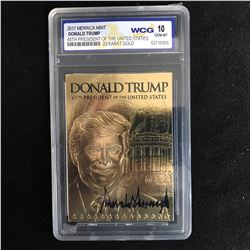 2017 MERRICK MINT
DONALD TRUMP
45TH PRESIDENT OF THE UNITED STATES
23 KARAT GOLD
WCG
10
GEM-MT
DONALD TRUMP
45TH PRESIDENT OF THE UNITED STATES